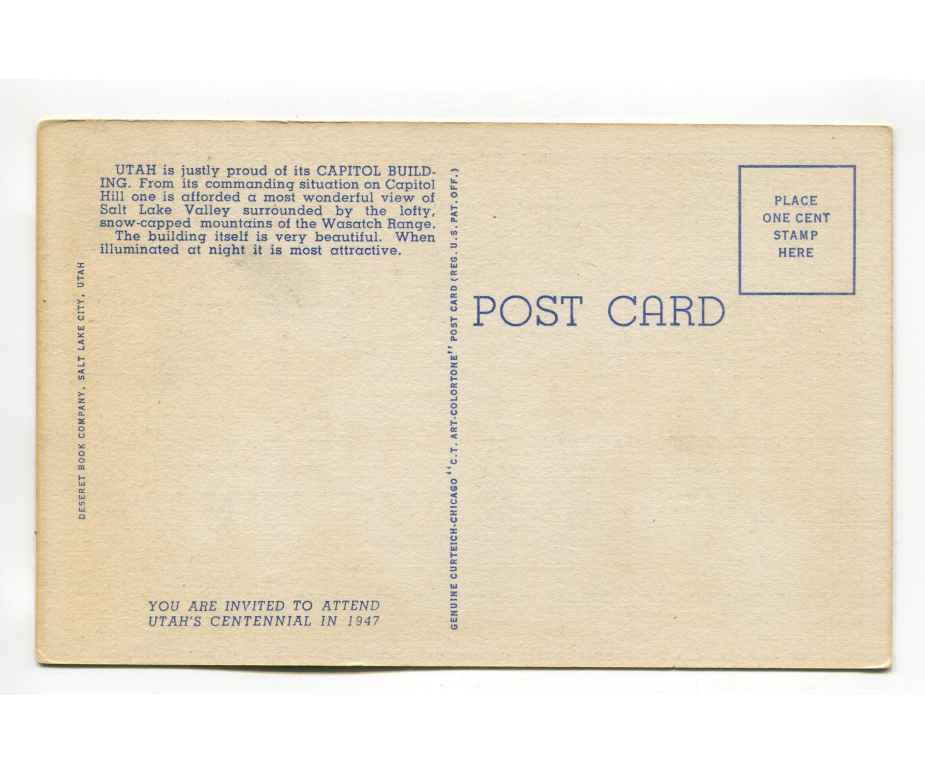 UTAH is justly proud of its CAPITOL BUILD-
ING. From its commanding situation on Capitol
Hill one is afforded a most wonderful view of
Salt Lake Valley surrounded by the lofty,
snow-capped mountains of the Wasatch Range.
The building itself is very beautiful. When
illuminated at night it is most attractive.
DESERET BOOK COMPANY, SALT LAKE CITY, UTAH
YOU ARE INVITED TO ATTEND
UTAH'S CENTENNIAL IN 1947
GENUINE CURTEICH-CHICAGO "C.T. ART-COLORTONE" POST CARD (REG. U.S. PAT. OFF.)
POST CARD
PLACE
ONE CENT
STAMP
HERE